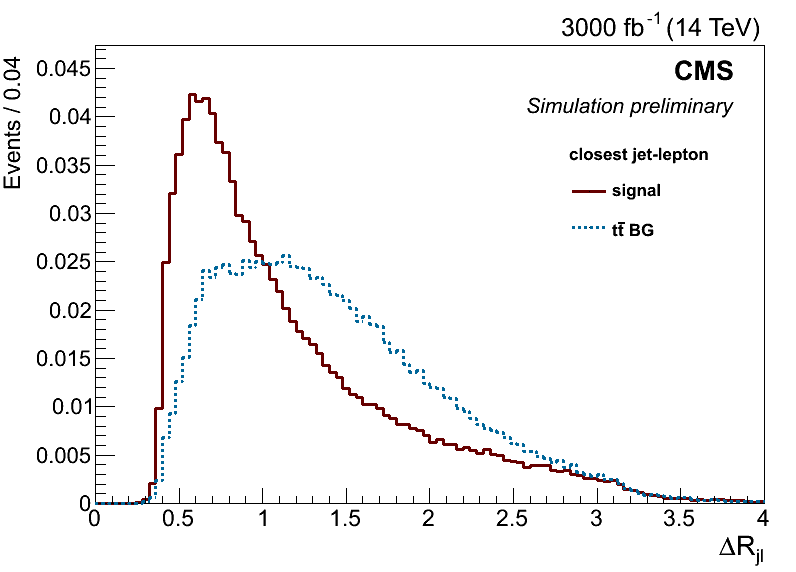 3000 fb⁻¹ (14 TeV)
CMS
Simulation preliminary
closest jet-lepton
signal
tt̄ BG
Events / 0.04
0.045
0.04
0.035
0.03
0.025
0.02
0.015
0.01
0.005
0
0 0.5 1 1.5 2 2.5 3 3.5 4
ΔR_jl